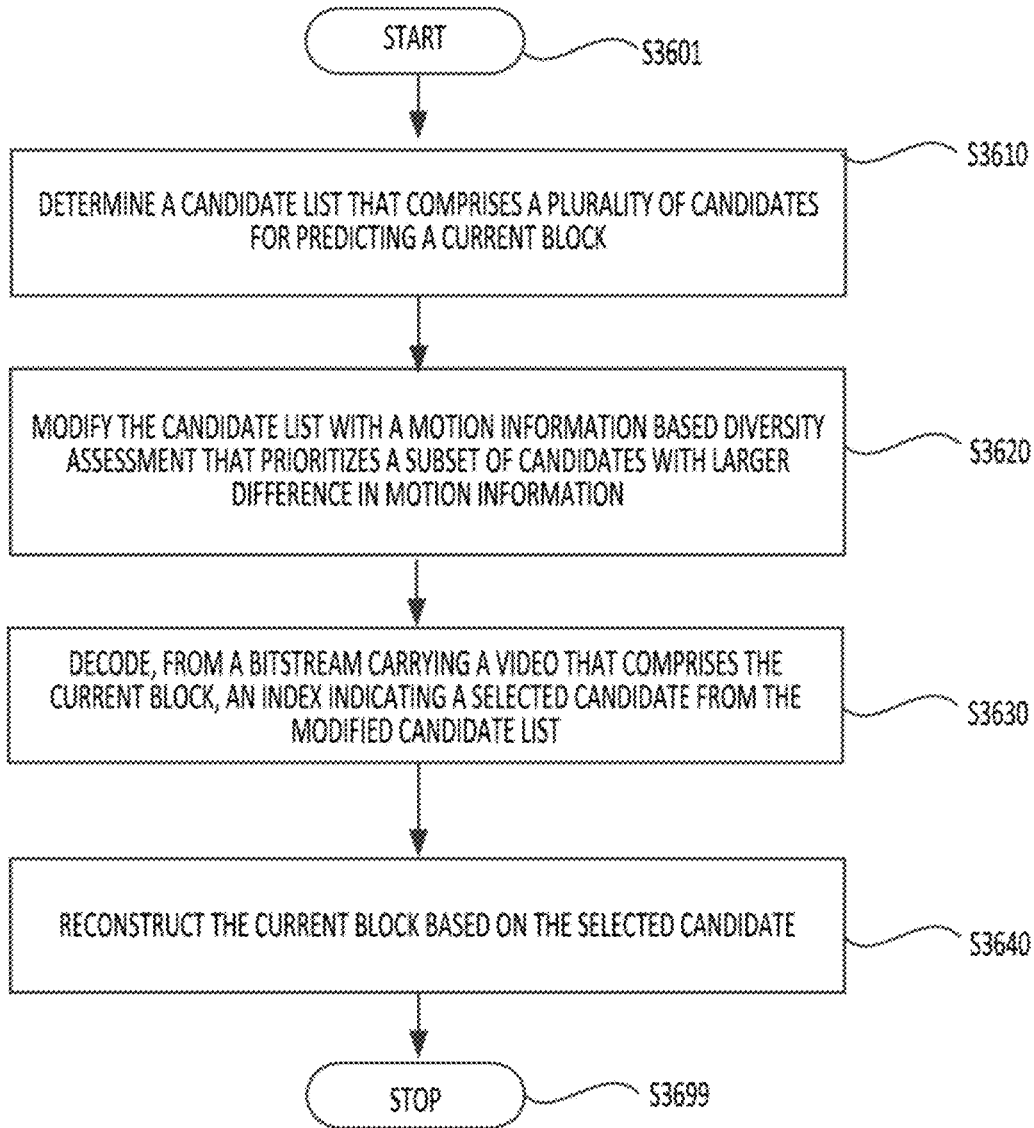 START
S3601
S3610
DETERMINE A CANDIDATE LIST THAT COMPRISES A PLURALITY OF CANDIDATES
FOR PREDICTING A CURRENT BLOCK
MODIFY THE CANDIDATE LIST WITH A MOTION INFORMATION BASED DIVERSITY
ASSESSMENT THAT PRIORITIZES A SUBSET OF CANDIDATES WITH LARGER
DIFFERENCE IN MOTION INFORMATION
S3620
DECODE, FROM A BITSTREAM CARRYING A VIDEO THAT COMPRISES THE
CURRENT BLOCK, AN INDEX INDICATING A SELECTED CANDIDATE FROM THE
MODIFIED CANDIDATE LIST
S3630
RECONSTRUCT THE CURRENT BLOCK BASED ON THE SELECTED CANDIDATE
S3640
STOP
S3699